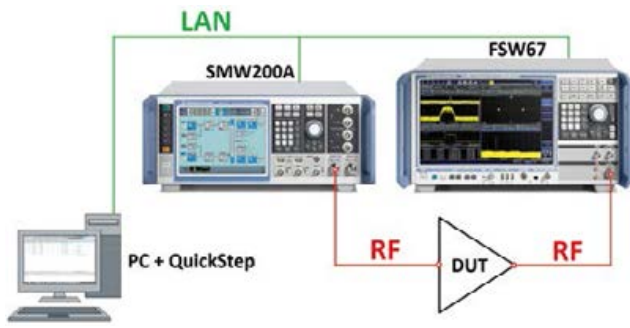 LAN
FSW67
SMW200A
PC + QuickStep
RF
DUT
RF